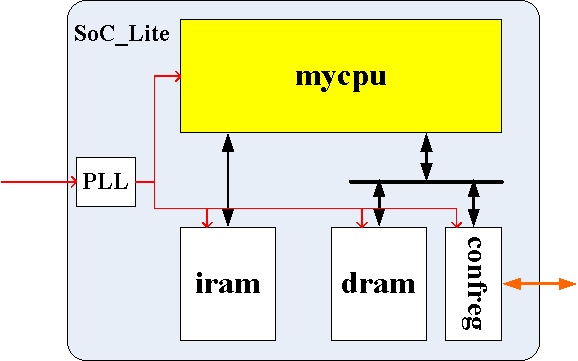 SoC_Lite
mycpu
PLL
iram
dram
confreg